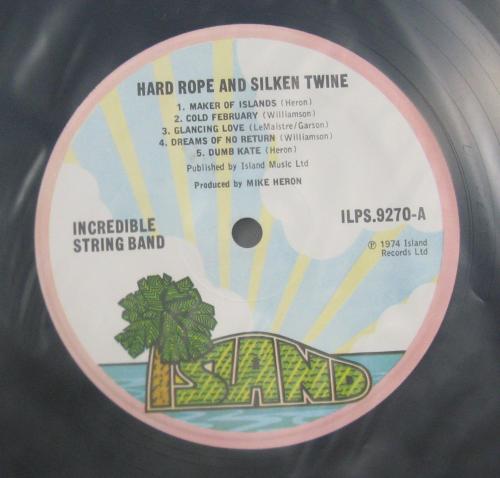 HARD ROPE AND SILKEN TWINE
1. MAKER OF ISLANDS (Heron)
2. COLD FEBRUARY (Williamson)
3. GLANCING LOVE (LeMaistre/Garson)
4. DREAMS OF NO RETURN (Williamson)
5. DUMB KATE (Heron)
Published by Island Music Ltd
Produced by MIKE HERON
INCREDIBLE
STRING BAND
ILPS.9270-A
℗ 1974 Island
Records Ltd
ISLAND